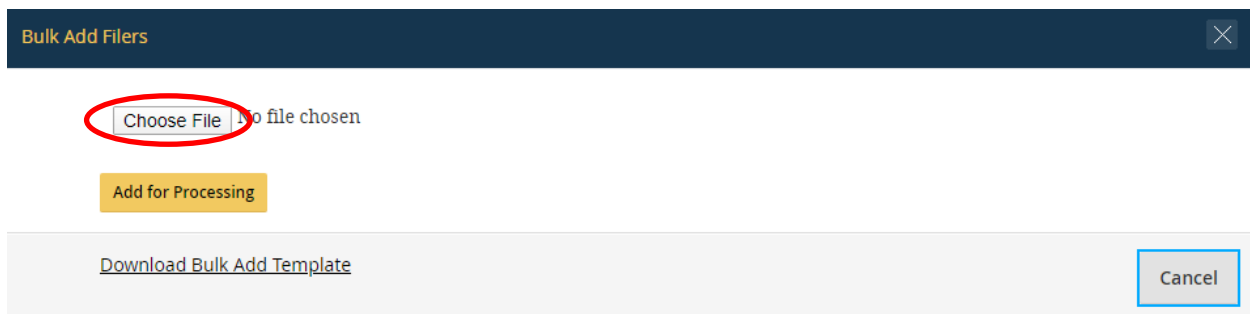 Bulk Add Filers
Choose File No file chosen
Add for Processing
Download Bulk Add Template
Cancel